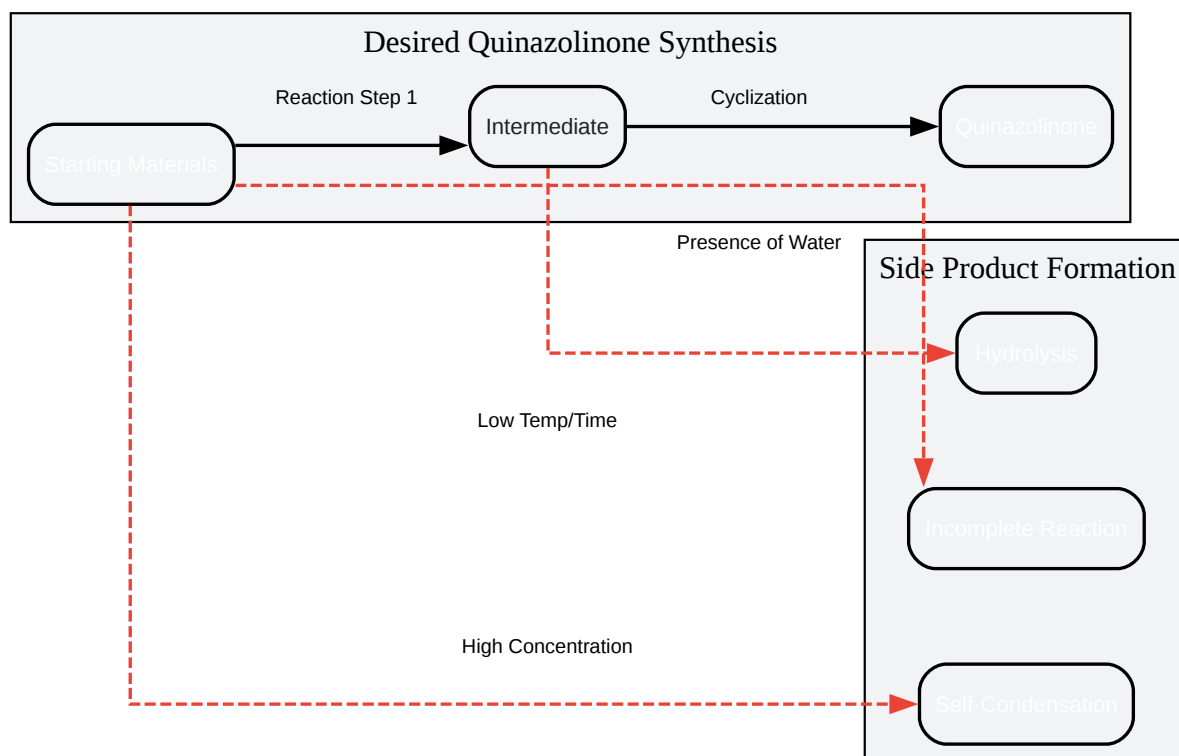 Desired Quinazolinone Synthesis
Reaction Step 1
Cyclization
Starting Materials
Intermediate
Quinazolinone
Presence of Water
Side Product Formation
Hydrolysis
Low Temp/Time
Incomplete Reaction
High Concentration
Self-Condensation